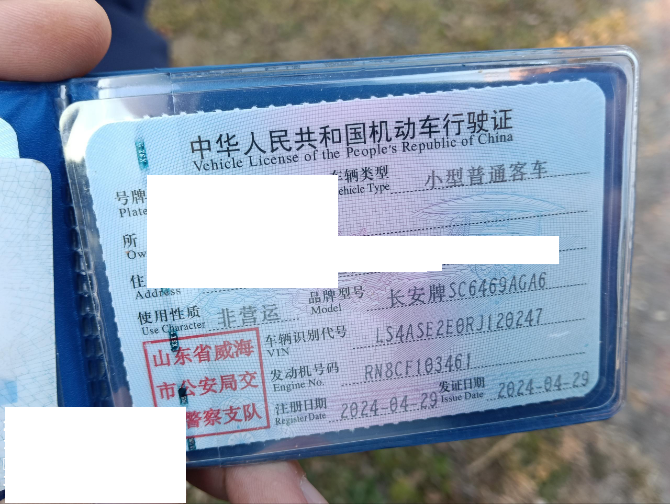 中华人民共和国机动车行驶证
Vehicle License of the People's Republic of China
号牌
Plate
车辆类型
Vehicle Type
小型普通客车
所
Ow
住
Address
使用性质
Use Character
非营运
品牌型号
Model
长安牌SC6469AGA6
山东省威海
市公安局交
警察支队
车辆识别代号
VIN
LS4ASE2E0RJ120247
发动机号码
Engine No.
RN8CF103461
注册日期
Register Date
2024-04-29
发证日期
Issue Date
2024-04-29